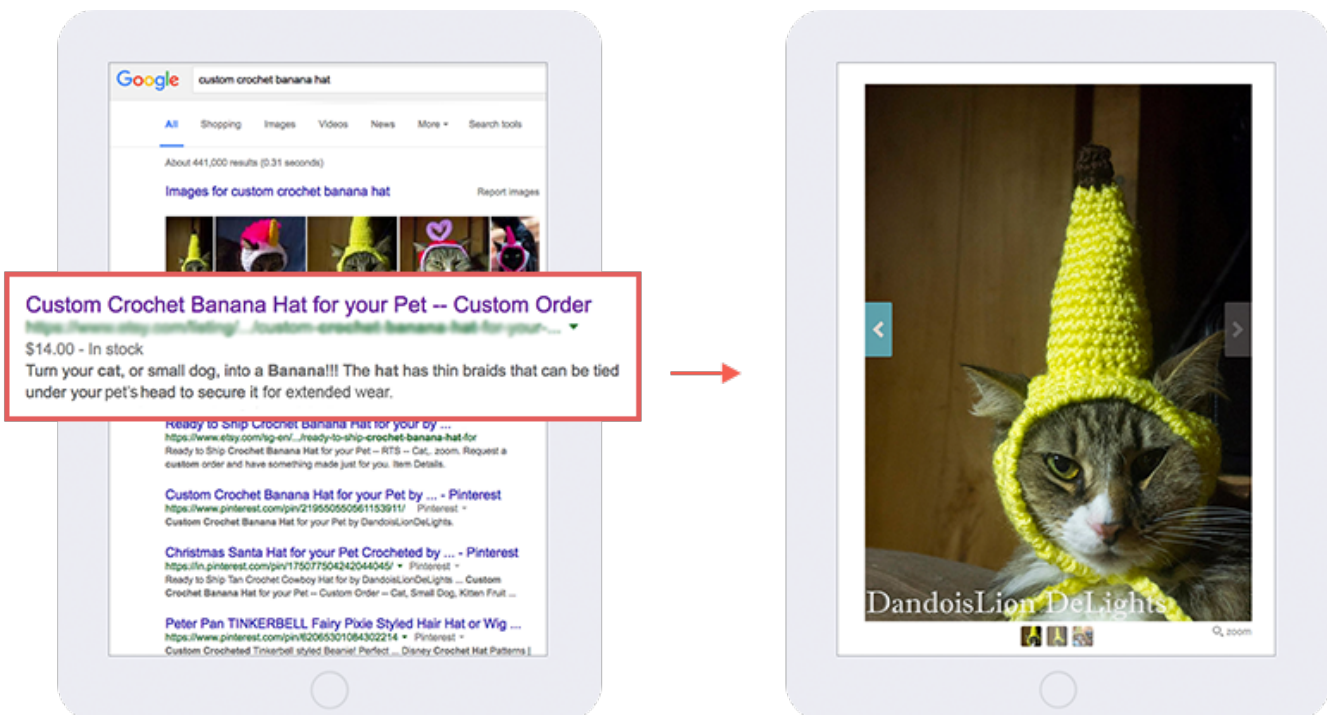 Google custom crochet banana hat
All Shopping Images Videos News More Search tools
About 441,000 results (0.31 seconds)
Images for custom crochet banana hat Report images
Custom Crochet Banana Hat for your Pet -- Custom Order
$14.00 - In stock
Turn your cat, or small dog, into a Banana!!! The hat has thin braids that can be tied
under your pet's head to secure it for extended wear.
Ready to Ship Crochet Banana Hat for your by ...
https://www.etsy.com/sg-en/.../ready-to-ship-crochet-banana-hat-for
Ready to Ship Crochet Banana Hat for your Pet -- RTS -- Cat,. zoom. Request a
custom order and have something made just for you. Item Details.
Custom Crochet Banana Hat for your Pet by ... - Pinterest
https://www.pinterest.com/pin/219550550561153911/ Pinterest
Custom Crochet Banana Hat for your Pet by DandoisLionDeLights.
Christmas Santa Hat for your Pet Crocheted by ... - Pinterest
https://in.pinterest.com/pin/175077504242044045/ Pinterest
Ready to Ship Tan Crochet Cowboy Hat for by DandoisLionDeLights ... Custom
Crochet Banana Hat for your Pet -- Custom Order -- Cat, Small Dog, Kitten Fruit ...
Peter Pan TINKERBELL Fairy Pixie Styled Hair Hat or Wig ...
https://www.pinterest.com/pin/62065301084302214 Pinterest
Custom Crocheted Tinkerbell styled Beanie! Perfect ... Disney Crochet Hat Patterns |
DandoisLion DeLights
zoom